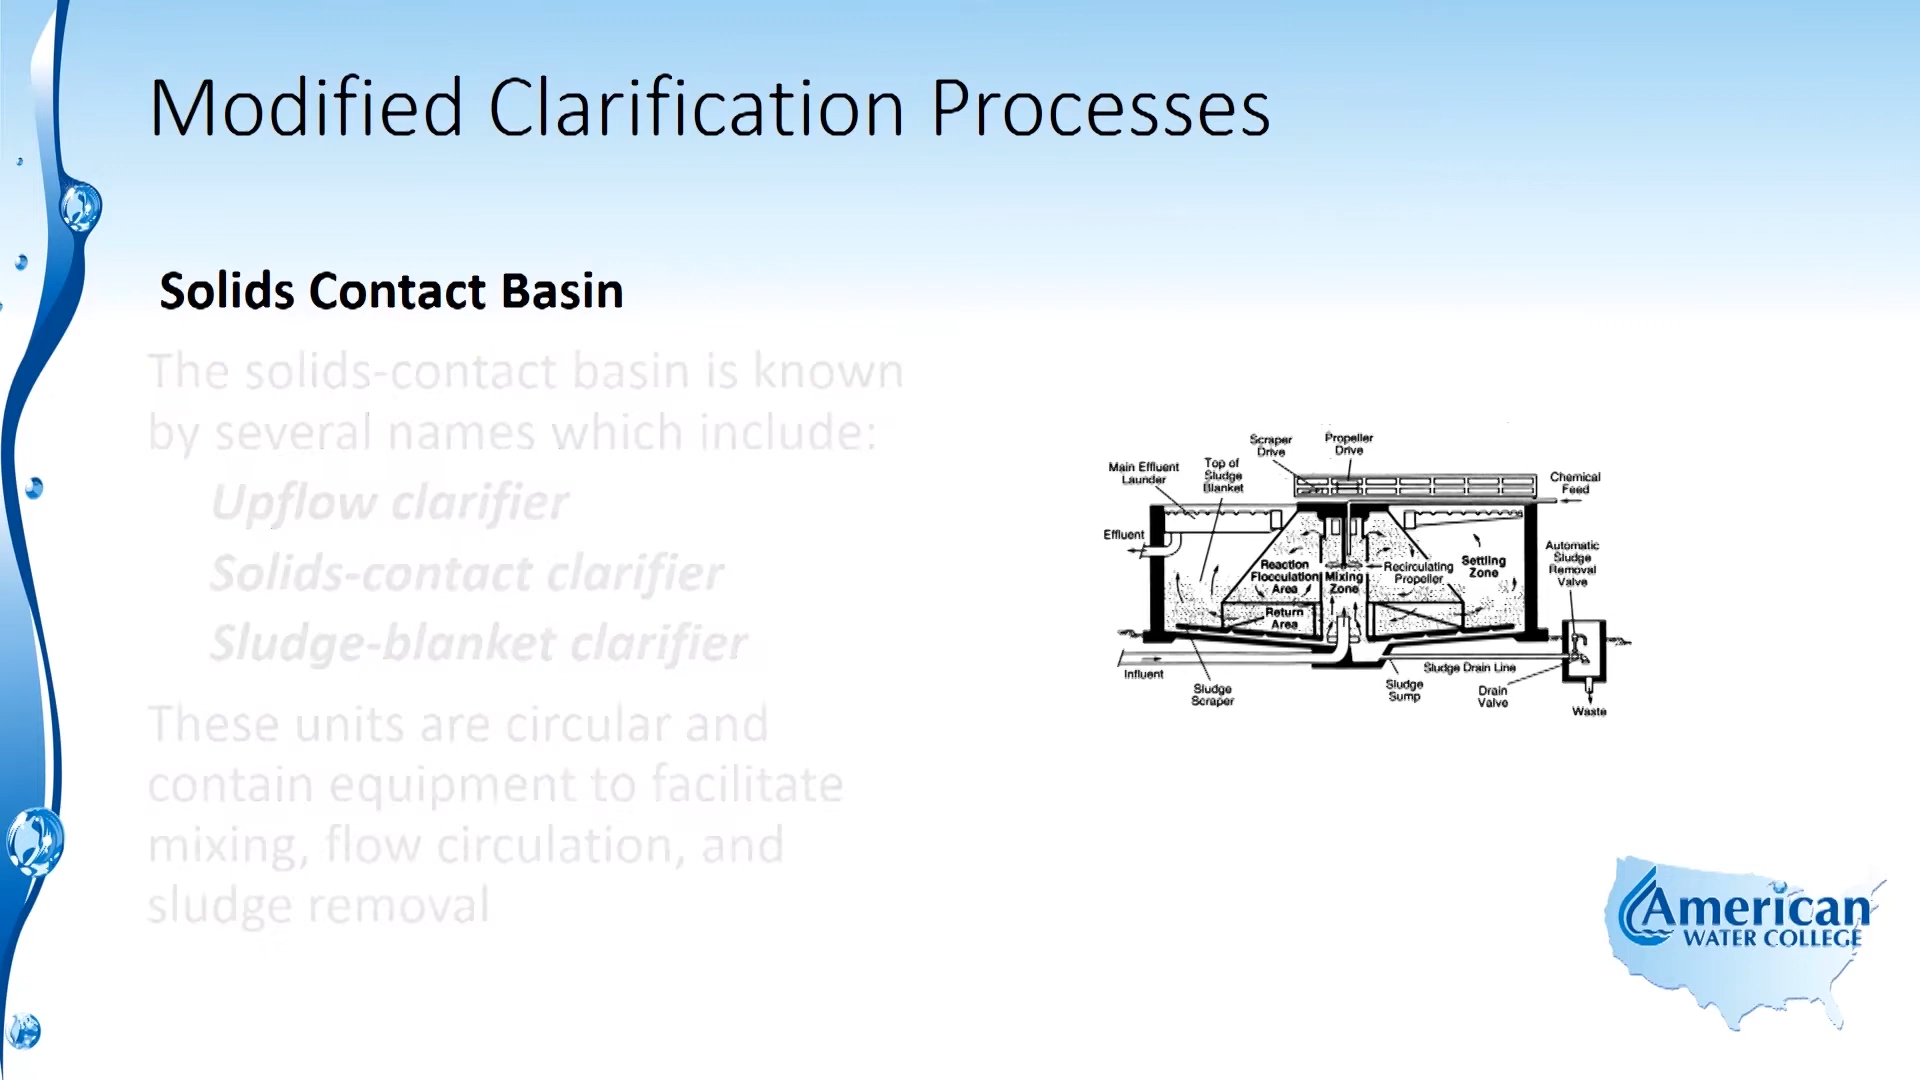 Modified Clarification Processes
Solids Contact Basin
The solids-contact basin is known
by several names which include:
Upflow clarifier
Solids-contact clarifier
Sludge-blanket clarifier
These units are circular and
contain equipment to facilitate
mixing, flow circulation, and
sludge removal
Scraper
Drive
Propeller
Drive
Main Effluent
Launder
Top of
Sludge
Blanket
Chemical
Feed
Effluent
Automatic
Sludge
Removal
Valve
Reaction
Flocculation
Area
Mixing
Zone
Recirculating
Propeller
Settling
Zone
Return
Area
Influent
Sludge
Scraper
Sludge Drain Line
Sludge
Sump
Drain
Valve
Waste
American
WATER COLLEGE